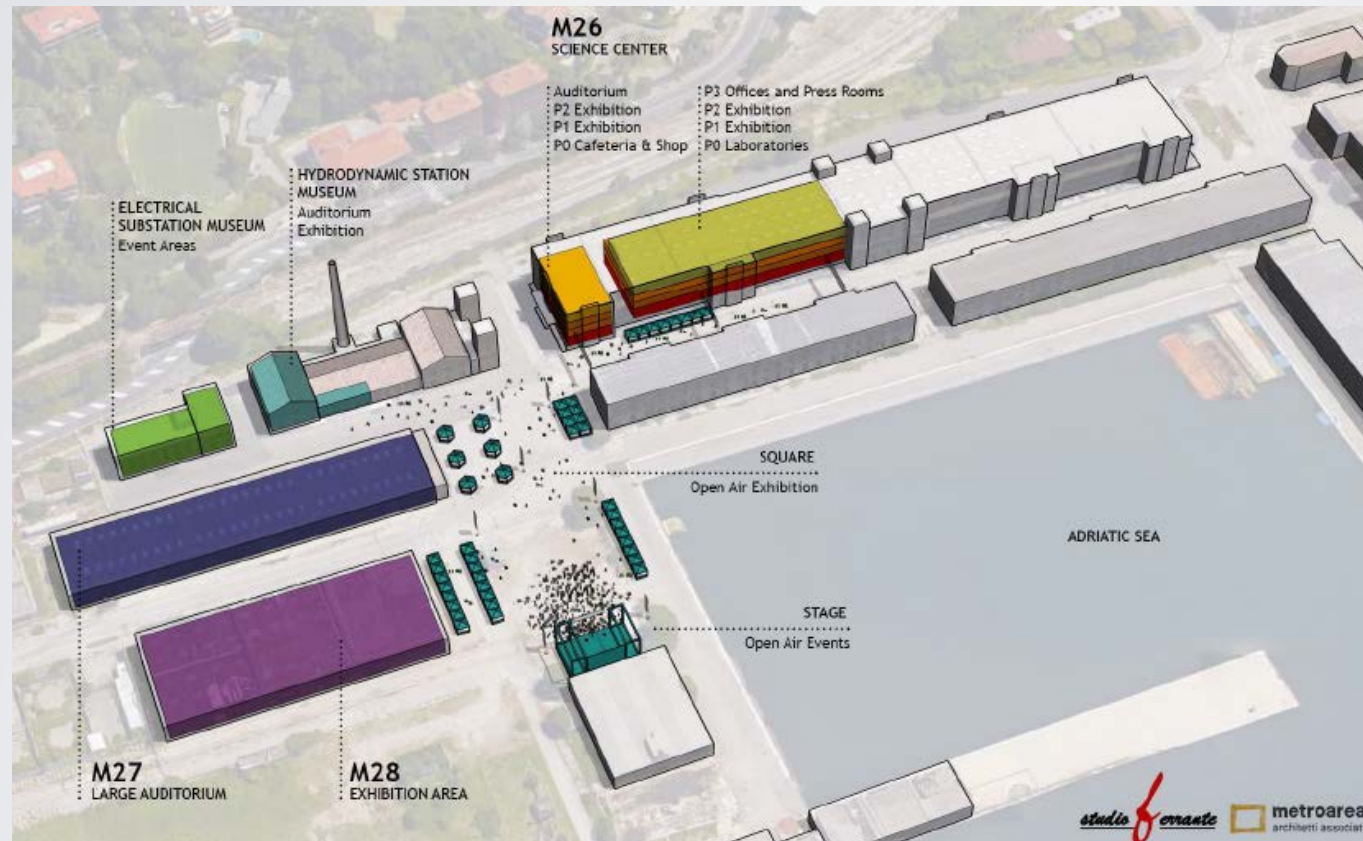 M26
SCIENCE CENTER
Auditorium
P2 Exhibition
P1 Exhibition
P0 Cafeteria & Shop
P3 Offices and Press Rooms
P2 Exhibition
P1 Exhibition
P0 Laboratories
HYDRODYNAMIC STATION
MUSEUM
Auditorium
Exhibition
ELECTRICAL
SUBSTATION MUSEUM
Event Areas
SQUARE
Open Air Exhibition
ADRIATIC SEA
STAGE
Open Air Events
M27
LARGE AUDITORIUM
M28
EXHIBITION AREA
studio ferrante
metroarea
architetti associat